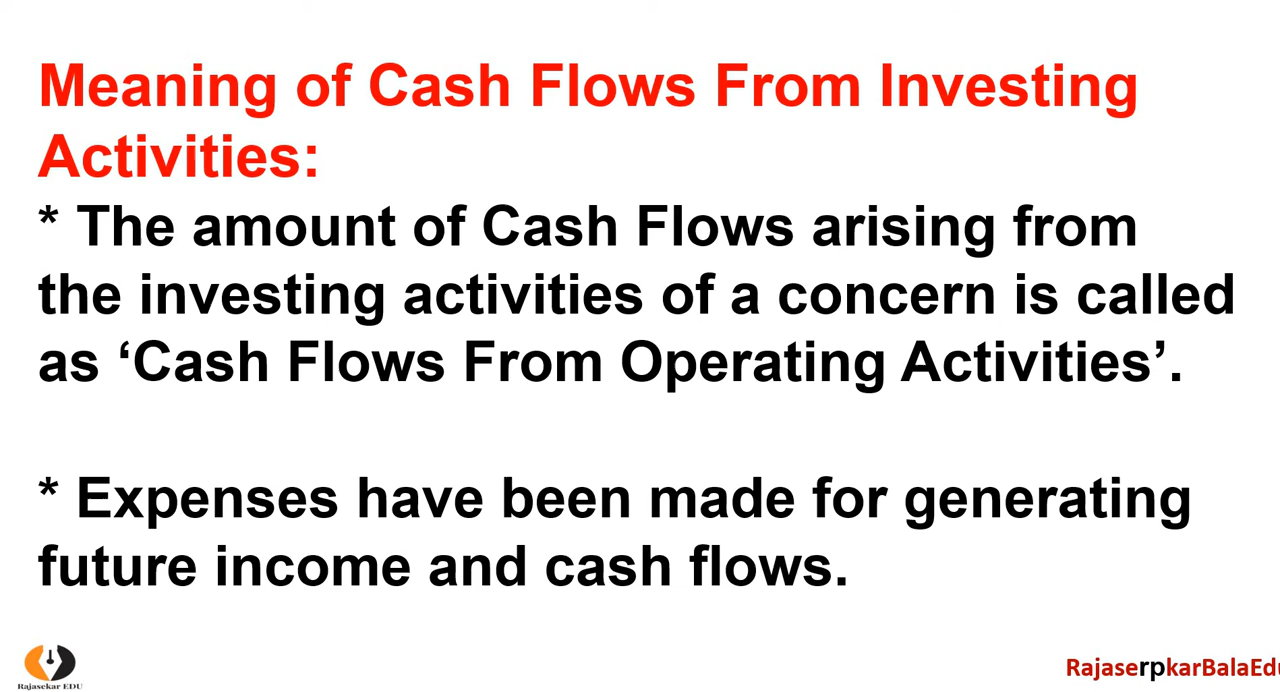 Meaning of Cash Flows From Investing
Activities:
* The amount of Cash Flows arising from
the investing activities of a concern is called
as ‘Cash Flows From Operating Activities’.
* Expenses have been made for generating
future income and cash flows.
Rajasekar EDU
RajaserpkarBalaEdu